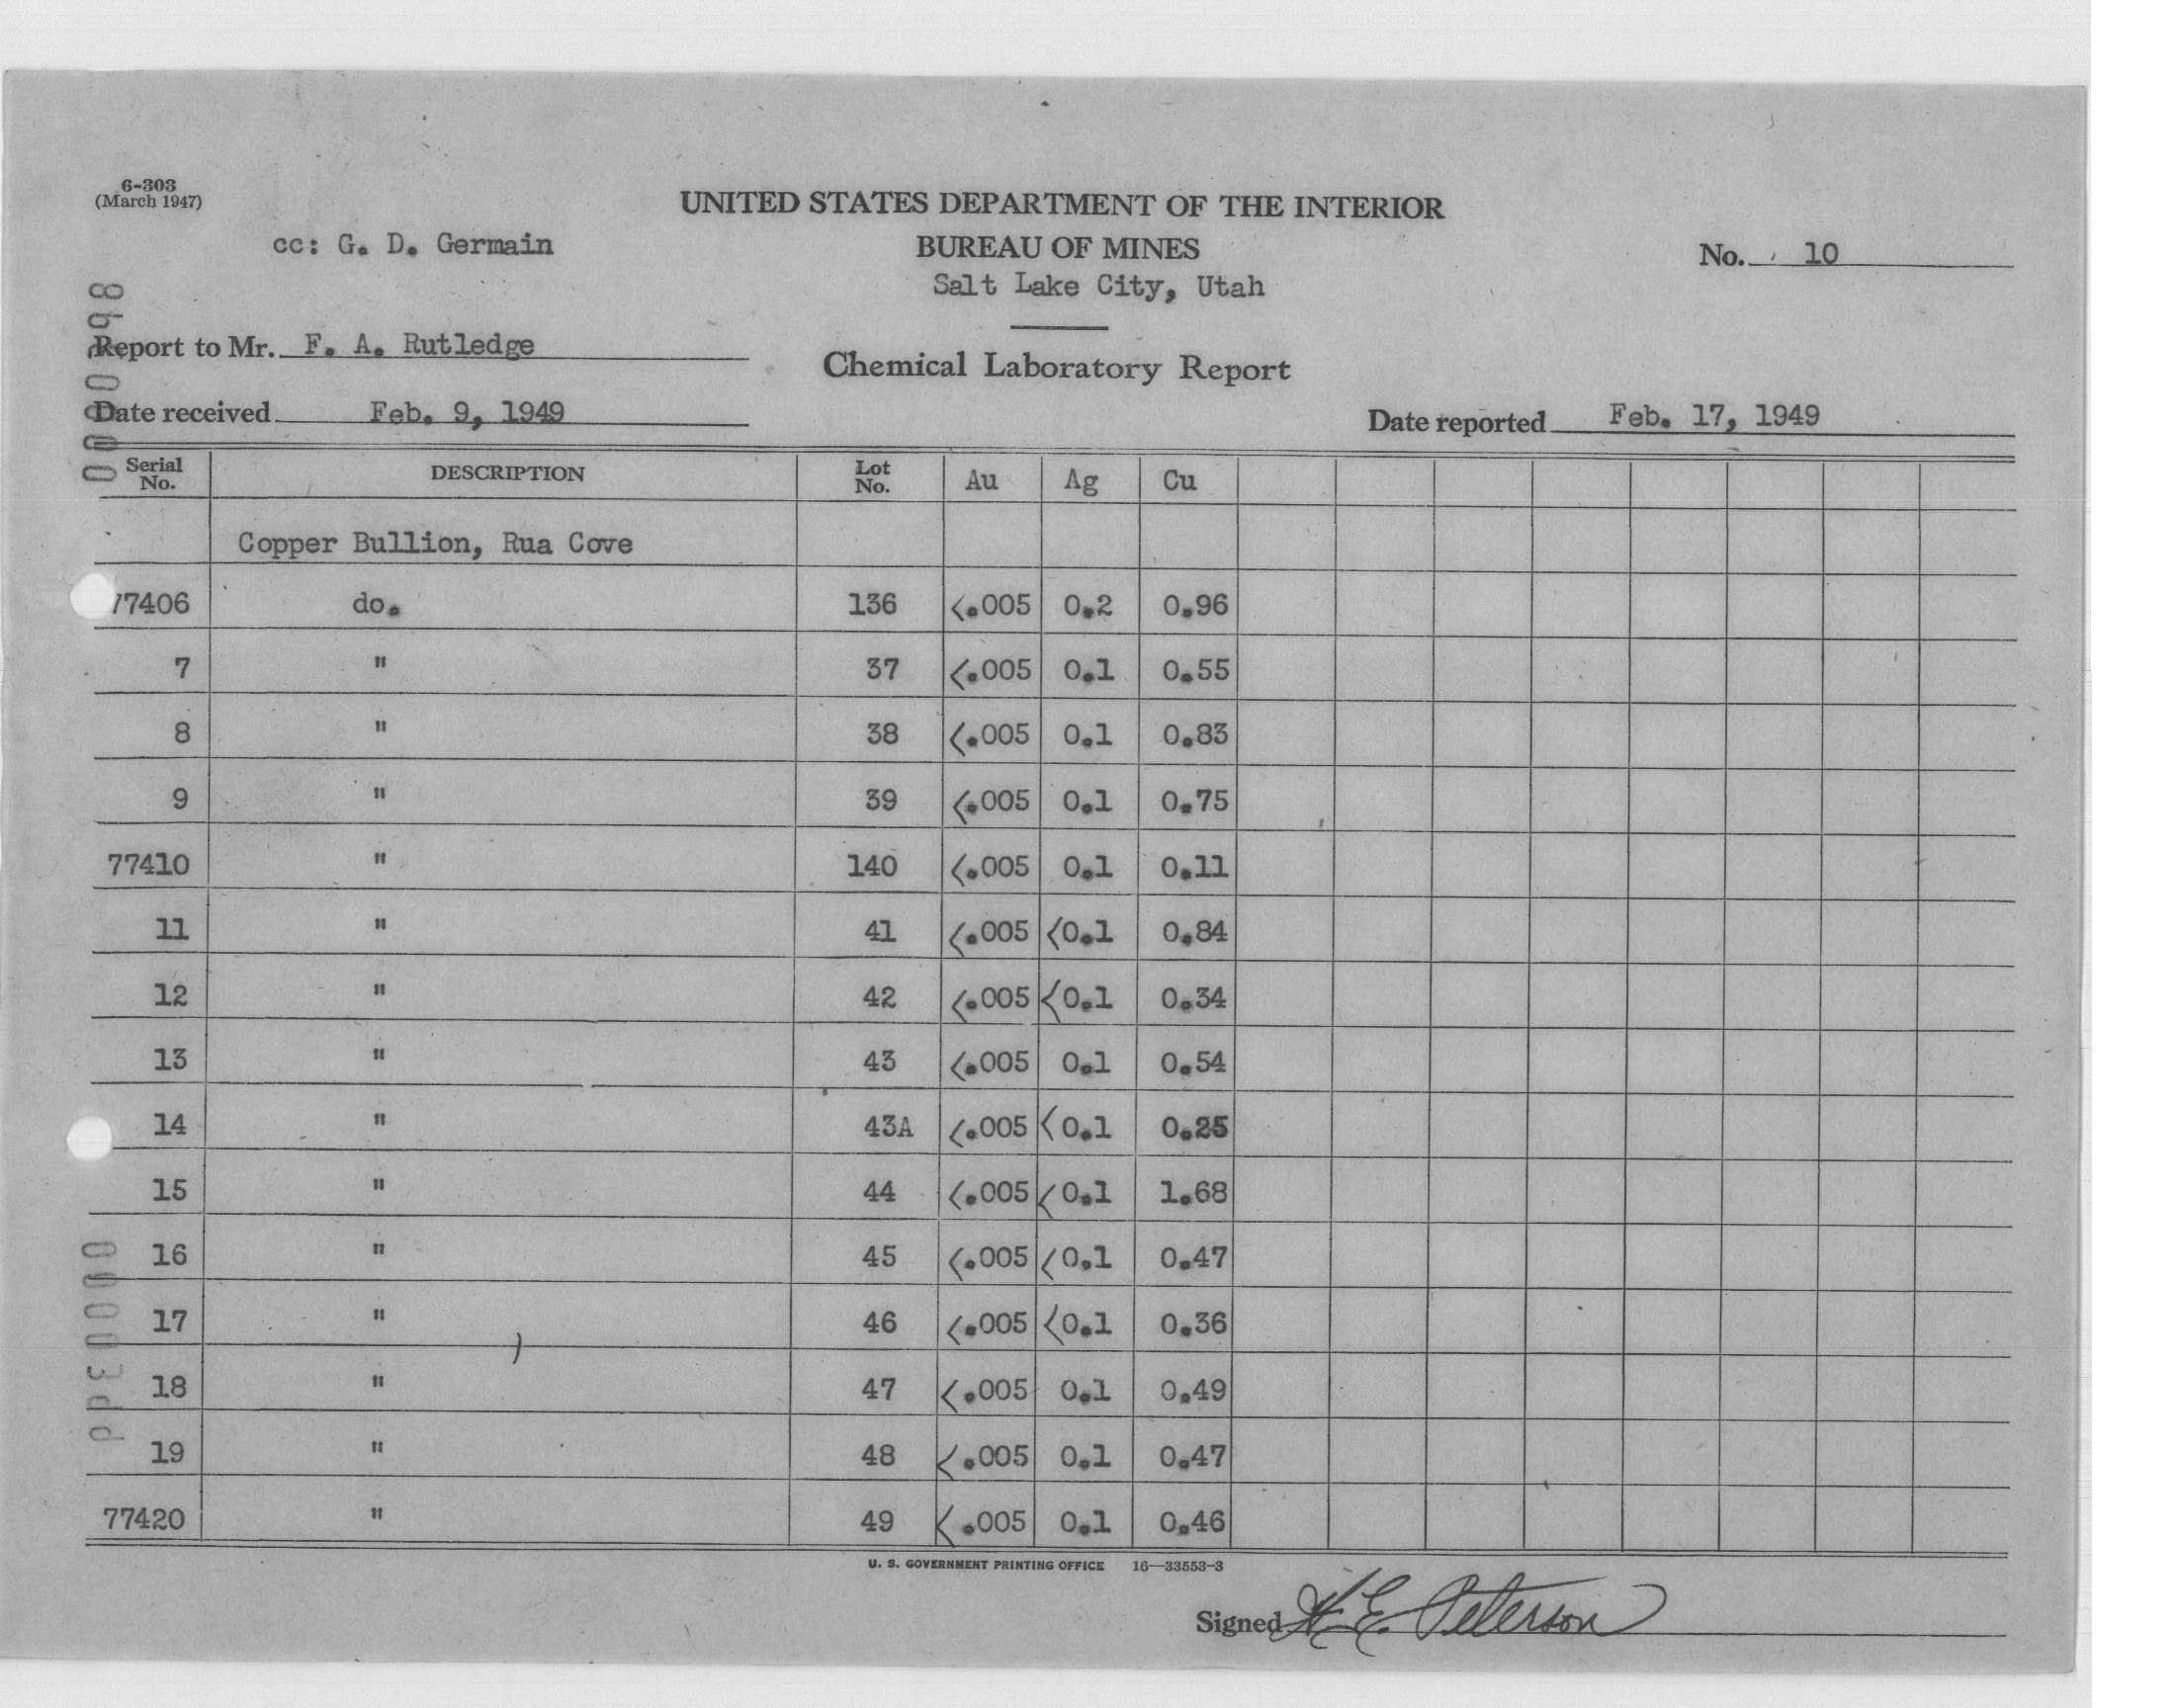 6-303
(March 1947)
UNITED STATES DEPARTMENT OF THE INTERIOR
cc: G. D. Germain
BUREAU OF MINES
No. 10
Salt Lake City, Utah
Report to Mr. F. A. Rutledge
Chemical Laboratory Report
Date received Feb. 9, 1949
Date reported Feb. 17, 1949
Serial No. DESCRIPTION Lot No. Au Ag Cu
Copper Bullion, Rua Cove
77406 do. 136 <.005 0.2 0.96
7 " 37 <.005 0.1 0.55
8 " 38 <.005 0.1 0.83
9 " 39 <.005 0.1 0.75
77410 " 140 <.005 0.1 0.11
11 " 41 <.005 <0.1 0.84
12 " 42 <.005 <0.1 0.34
13 " 43 <.005 0.1 0.54
14 " 43A <.005 <0.1 0.25
15 " 44 <.005 <0.1 1.68
16 " 45 <.005 <0.1 0.47
17 " 46 <.005 <0.1 0.36
18 " 47 <.005 0.1 0.49
19 " 48 <.005 0.1 0.47
77420 " 49 <.005 0.1 0.46
U. S. GOVERNMENT PRINTING OFFICE 16—33553-3
Signed H. E. Peterson